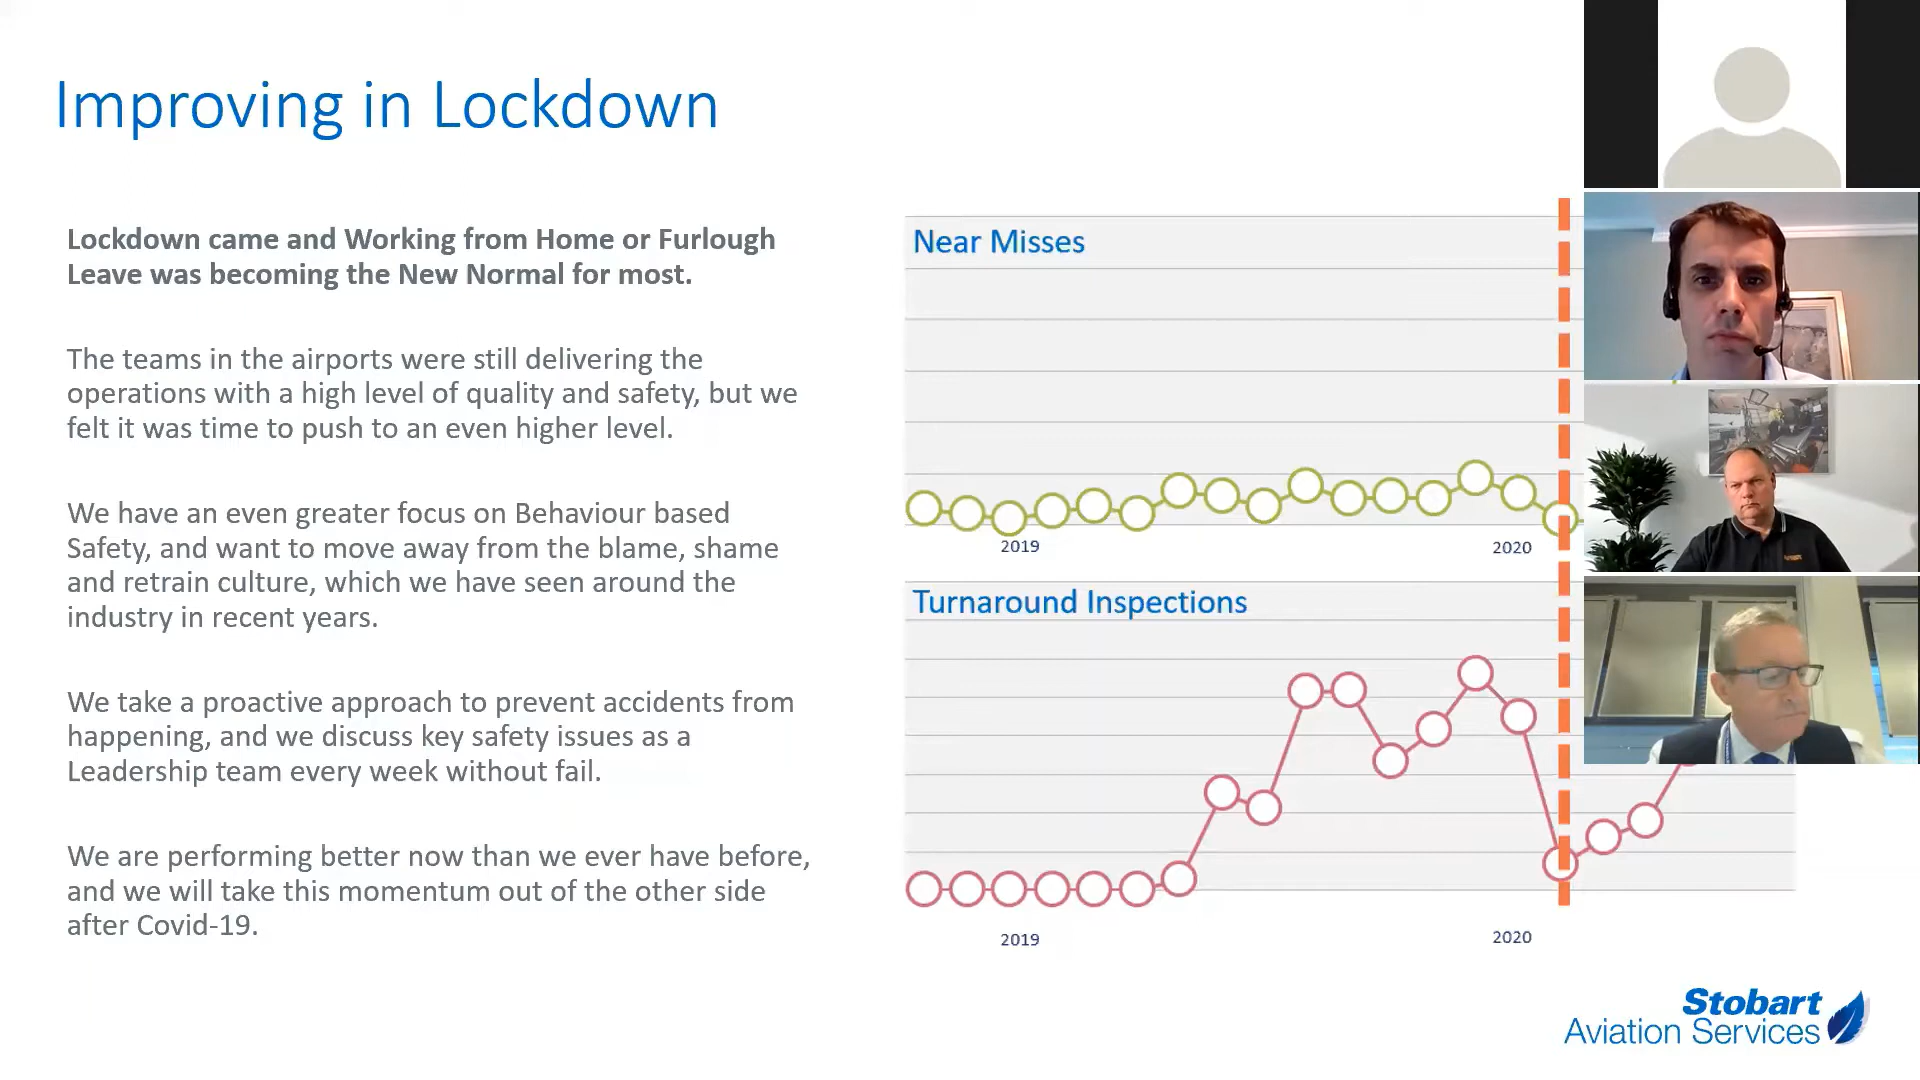 Improving in Lockdown
Lockdown came and Working from Home or Furlough
Leave was becoming the New Normal for most.
The teams in the airports were still delivering the
operations with a high level of quality and safety, but we
felt it was time to push to an even higher level.
We have an even greater focus on Behaviour based
Safety, and want to move away from the blame, shame
and retrain culture, which we have seen around the
industry in recent years.
We take a proactive approach to prevent accidents from
happening, and we discuss key safety issues as a
Leadership team every week without fail.
We are performing better now than we ever have before,
and we will take this momentum out of the other side
after Covid-19.
Near Misses
2019
2020
Turnaround Inspections
2019
2020
Stobart
Aviation Services